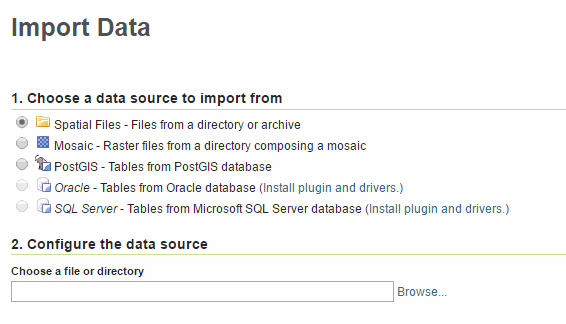 Import Data
1. Choose a data source to import from
Spatial Files - Files from a directory or archive
Mosaic - Raster files from a directory composing a mosaic
PostGIS - Tables from PostGIS database
Oracle - Tables from Oracle database (Install plugin and drivers.)
SQL Server - Tables from Microsoft SQL Server database (Install plugin and drivers.)
2. Configure the data source
Choose a file or directory
Browse...